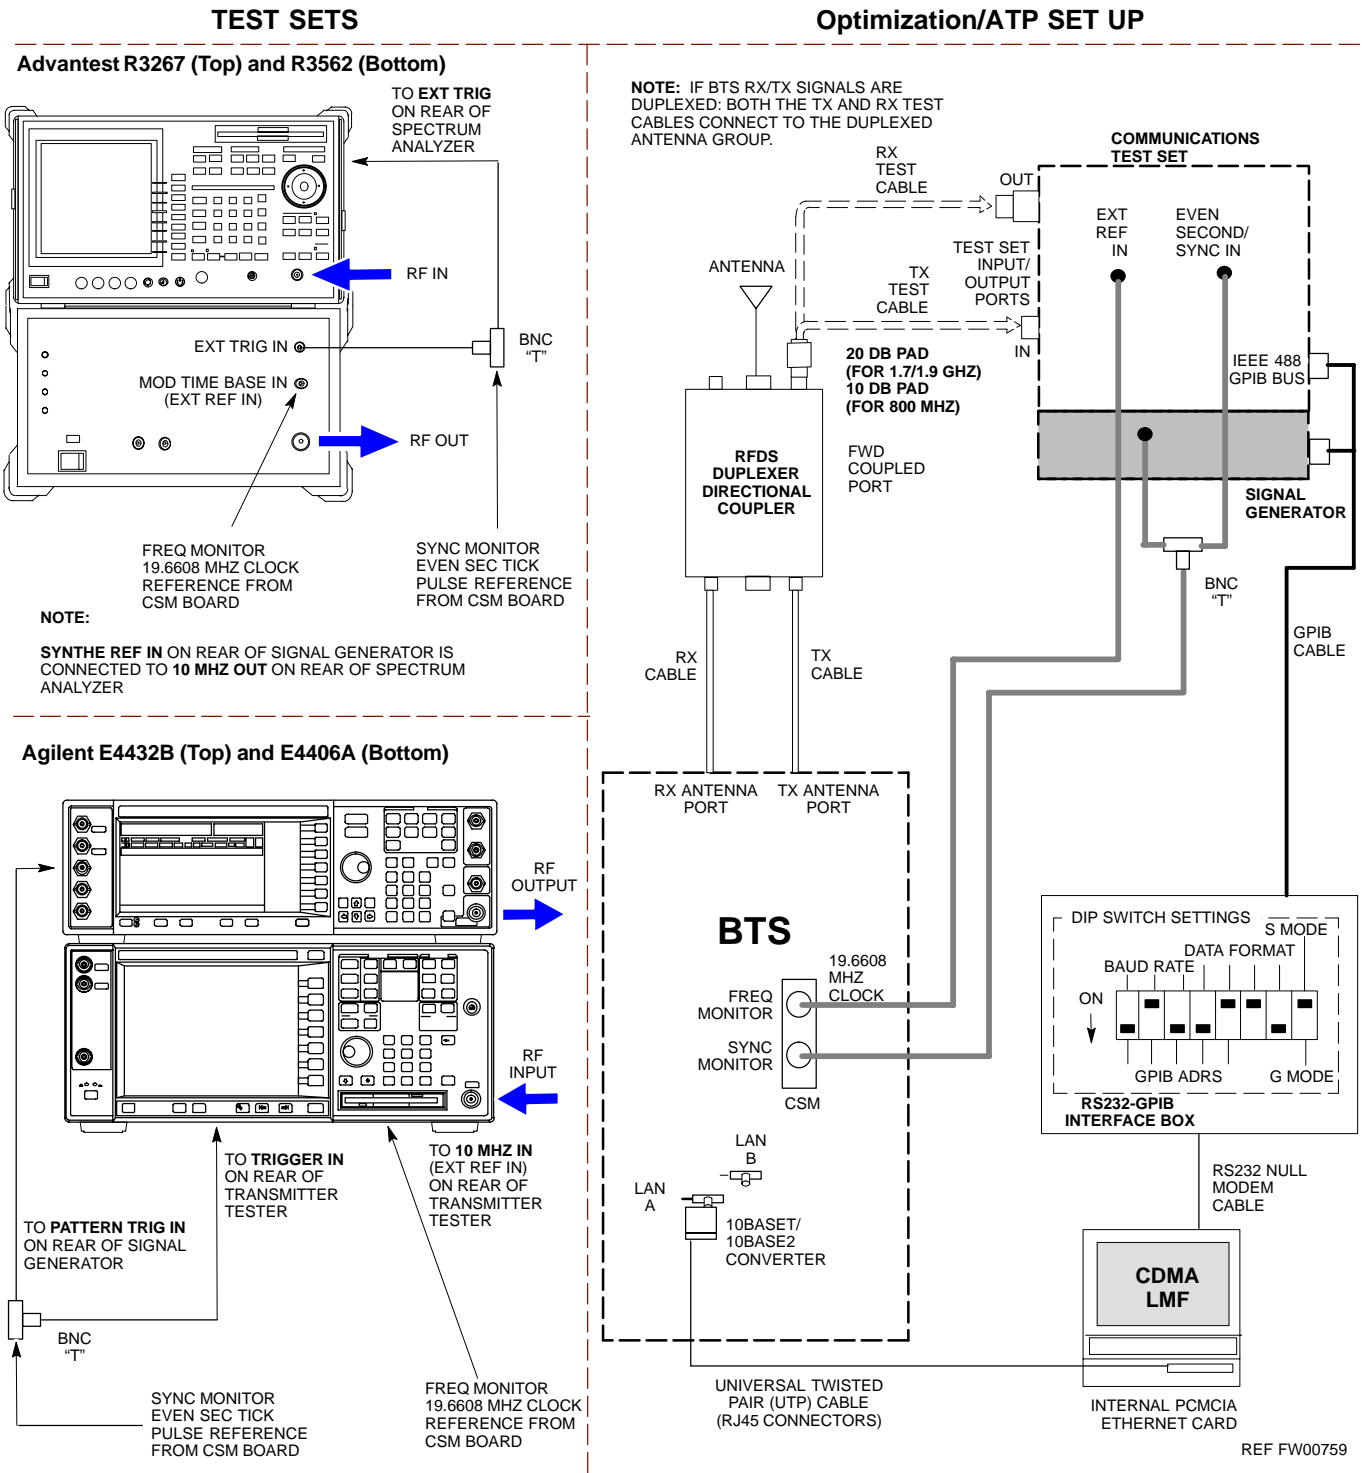 TEST SETS
Optimization/ATP SET UP
Advantest R3267 (Top) and R3562 (Bottom)
TO EXT TRIG
ON REAR OF
SPECTRUM
ANALYZER
RF IN
EXT TRIG IN
BNC
“T”
MOD TIME BASE IN
(EXT REF IN)
RF OUT
FREQ MONITOR
19.6608 MHZ CLOCK
REFERENCE FROM
CSM BOARD
SYNC MONITOR
EVEN SEC TICK
PULSE REFERENCE
FROM CSM BOARD
NOTE:
SYNTHE REF IN ON REAR OF SIGNAL GENERATOR IS
CONNECTED TO 10 MHZ OUT ON REAR OF SPECTRUM
ANALYZER
Agilent E4432B (Top) and E4406A (Bottom)
RF
OUTPUT
RF
INPUT
TO TRIGGER IN
ON REAR OF
TRANSMITTER
TESTER
TO 10 MHZ IN
(EXT REF IN)
ON REAR OF
TRANSMITTER
TESTER
TO PATTERN TRIG IN
ON REAR OF SIGNAL
GENERATOR
BNC
“T”
SYNC MONITOR
EVEN SEC TICK
PULSE REFERENCE
FROM CSM BOARD
FREQ MONITOR
19.6608 MHZ CLOCK
REFERENCE FROM
CSM BOARD
NOTE: IF BTS RX/TX SIGNALS ARE
DUPLEXED: BOTH THE TX AND RX TEST
CABLES CONNECT TO THE DUPLEXED
ANTENNA GROUP.
RX
TEST
CABLE
OUT
COMMUNICATIONS
TEST SET
EXT
REF
IN
EVEN
SECOND/
SYNC IN
ANTENNA
TX
TEST
CABLE
TEST SET
INPUT/
OUTPUT
PORTS
IN
20 DB PAD
(FOR 1.7/1.9 GHZ)
10 DB PAD
(FOR 800 MHZ)
IEEE 488
GPIB BUS
RFDS
DUPLEXER
DIRECTIONAL
COUPLER
FWD
COUPLED
PORT
SIGNAL
GENERATOR
BNC
“T”
GPIB
CABLE
RX
CABLE
TX
CABLE
RX ANTENNA
PORT
TX ANTENNA
PORT
BTS
FREQ
MONITOR
19.6608
MHZ
CLOCK
SYNC
MONITOR
CSM
DIP SWITCH SETTINGS
S MODE
DATA FORMAT
BAUD RATE
ON
GPIB ADRS
G MODE
RS232-GPIB
INTERFACE BOX
LAN
B
LAN
A
10BASET/
10BASE2
CONVERTER
RS232 NULL
MODEM
CABLE
CDMA
LMF
UNIVERSAL TWISTED
PAIR (UTP) CABLE
(RJ45 CONNECTORS)
INTERNAL PCMCIA
ETHERNET CARD
REF FW00759